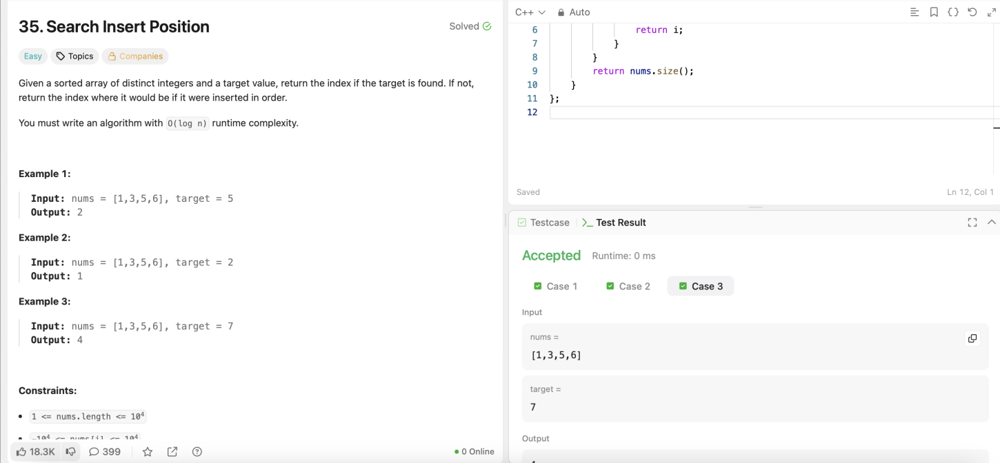 35. Search Insert Position
Solved
Easy Topics Companies
Given a sorted array of distinct integers and a target value, return the index if the target is found. If not,
return the index where it would be if it were inserted in order.
You must write an algorithm with O(log n) runtime complexity.
Example 1:
Input: nums = [1,3,5,6], target = 5
Output: 2
Example 2:
Input: nums = [1,3,5,6], target = 2
Output: 1
Example 3:
Input: nums = [1,3,5,6], target = 7
Output: 4
Constraints:
• 1 <= nums.length <= 10⁴
• -10⁴ <= nums[i] <= 10⁴
18.3K 399
0 Online
C++ Auto
6 return i;
7 }
8 }
9 return nums.size();
10 }
11 };
12
Saved
Ln 12, Col 1
Testcase >_ Test Result
Accepted Runtime: 0 ms
Case 1 Case 2 Case 3
Input
nums =
[1,3,5,6]
target =
7
Output